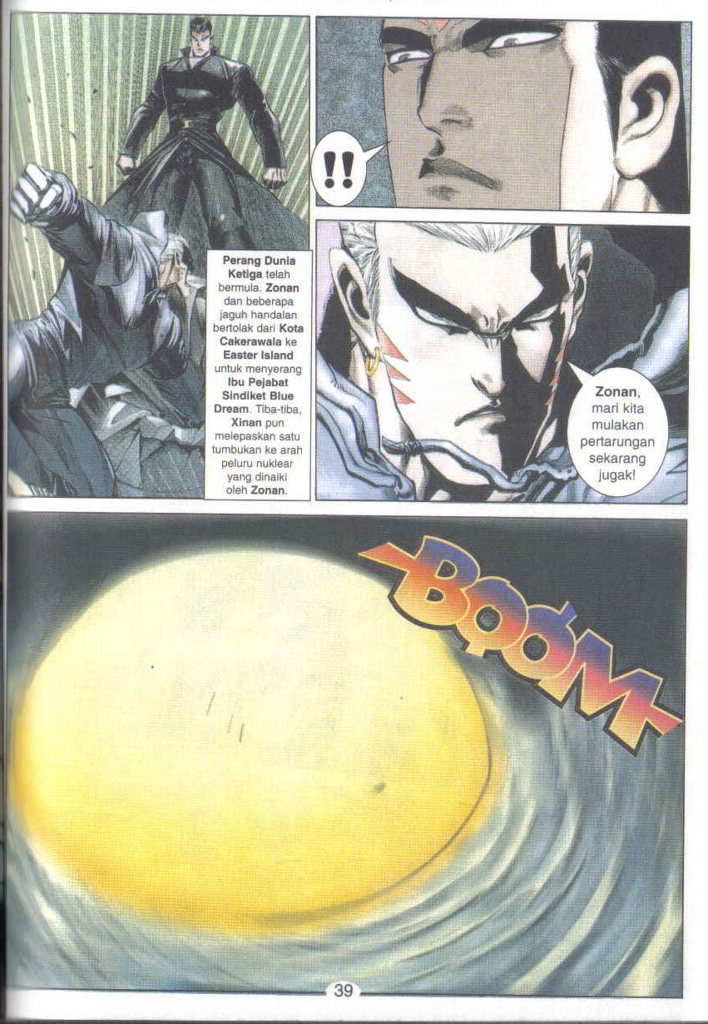 Perang Dunia
Ketiga telah
bermula. Zonan
dan beberapa
jaguh handalan
bertolak dari Kota
Cakerawala ke
Easter Island
untuk menyerang
Ibu Pejabat
Sindiket Blue
Dream. Tiba-tiba,
Xinan pun
melepaskan satu
tumbukan ke arah
peluru nuklear
yang dinaiki
oleh Zonan.
!!
Zonan,
mari kita
mulakan
pertarungan
sekarang
jugak!
BOOM
39